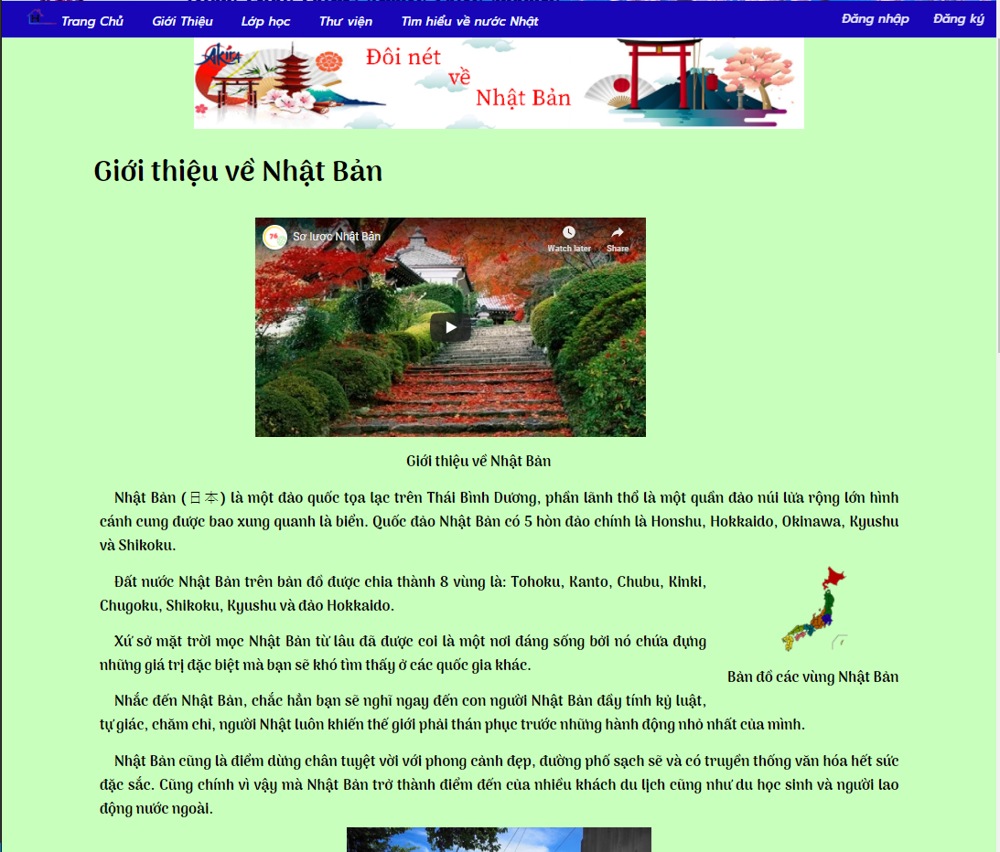 Trang Chủ Giới Thiệu Lớp học Thư viện Tìm hiểu về nước Nhật Đăng nhập Đăng ký
Akira
Đôi nét
về
Nhật Bản
Giới thiệu về Nhật Bản
Sơ lược Nhật Bản
Watch later Share
Giới thiệu về Nhật Bản
Nhật Bản (日本) là một đảo quốc tọa lạc trên Thái Bình Dương, phần lãnh thổ là một quần đảo núi lửa rộng lớn hình
cánh cung được bao xung quanh là biển. Quốc đảo Nhật Bản có 5 hòn đảo chính là Honshu, Hokkaido, Okinawa, Kyushu
và Shikoku.
Đất nước Nhật Bản trên bản đồ được chia thành 8 vùng là: Tohoku, Kanto, Chubu, Kinki,
Chugoku, Shikoku, Kyushu và đảo Hokkaido.
Xứ sở mặt trời mọc Nhật Bản từ lâu đã được coi là một nơi đáng sống bởi nó chứa đựng
những giá trị đặc biệt mà bạn sẽ khó tìm thấy ở các quốc gia khác.
Bản đồ các vùng Nhật Bản
Nhắc đến Nhật Bản, chắc hẳn bạn sẽ nghĩ ngay đến con người Nhật Bản đầy tính kỷ luật,
tự giác, chăm chỉ, người Nhật luôn khiến thế giới phải thán phục trước những hành động nhỏ nhất của mình.
Nhật Bản cũng là điểm dừng chân tuyệt vời với phong cảnh đẹp, đường phố sạch sẽ và có truyền thống văn hóa hết sức
đặc sắc. Cũng chính vì vậy mà Nhật Bản trở thành điểm đến của nhiều khách du lịch cũng như du học sinh và người lao
động nước ngoài.